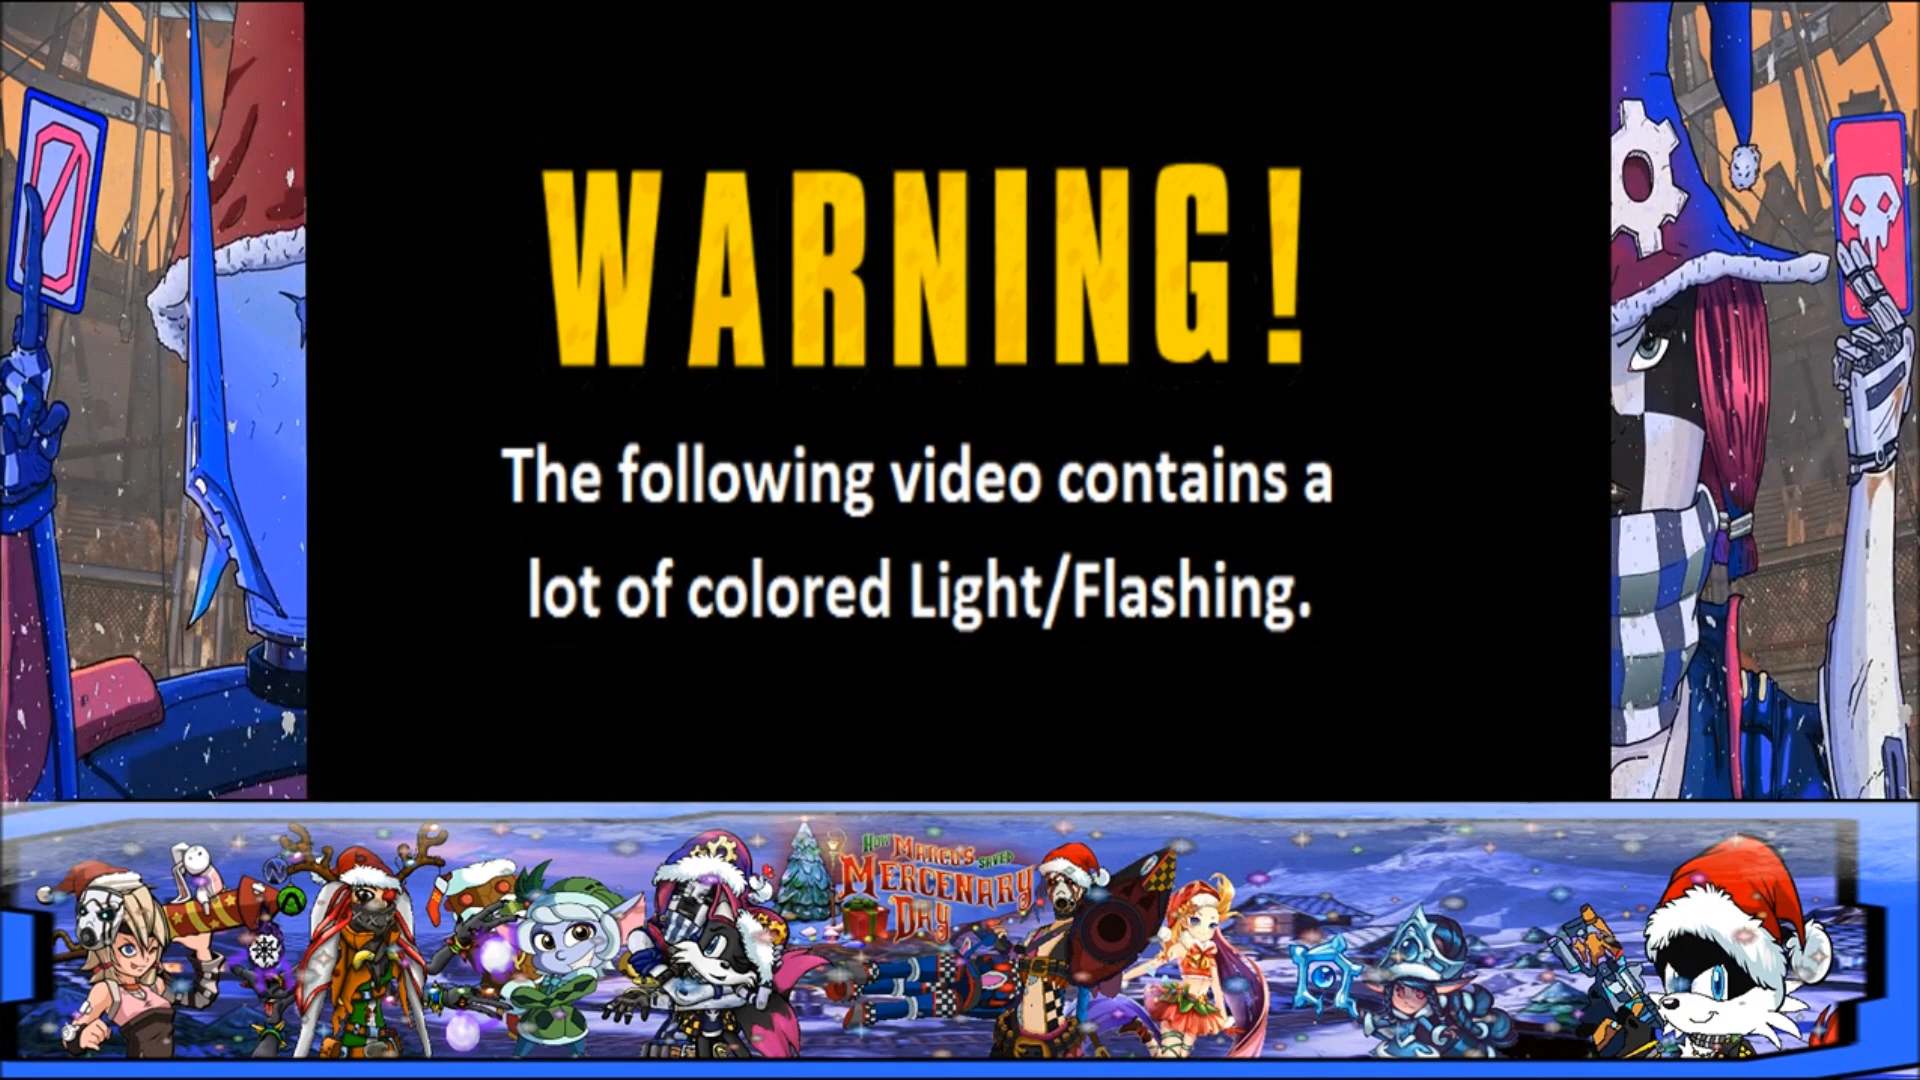 WARNING!
The following video contains a
lot of colored Light/Flashing.
HOW MARCUS SAVED
MERCENARY
DAY